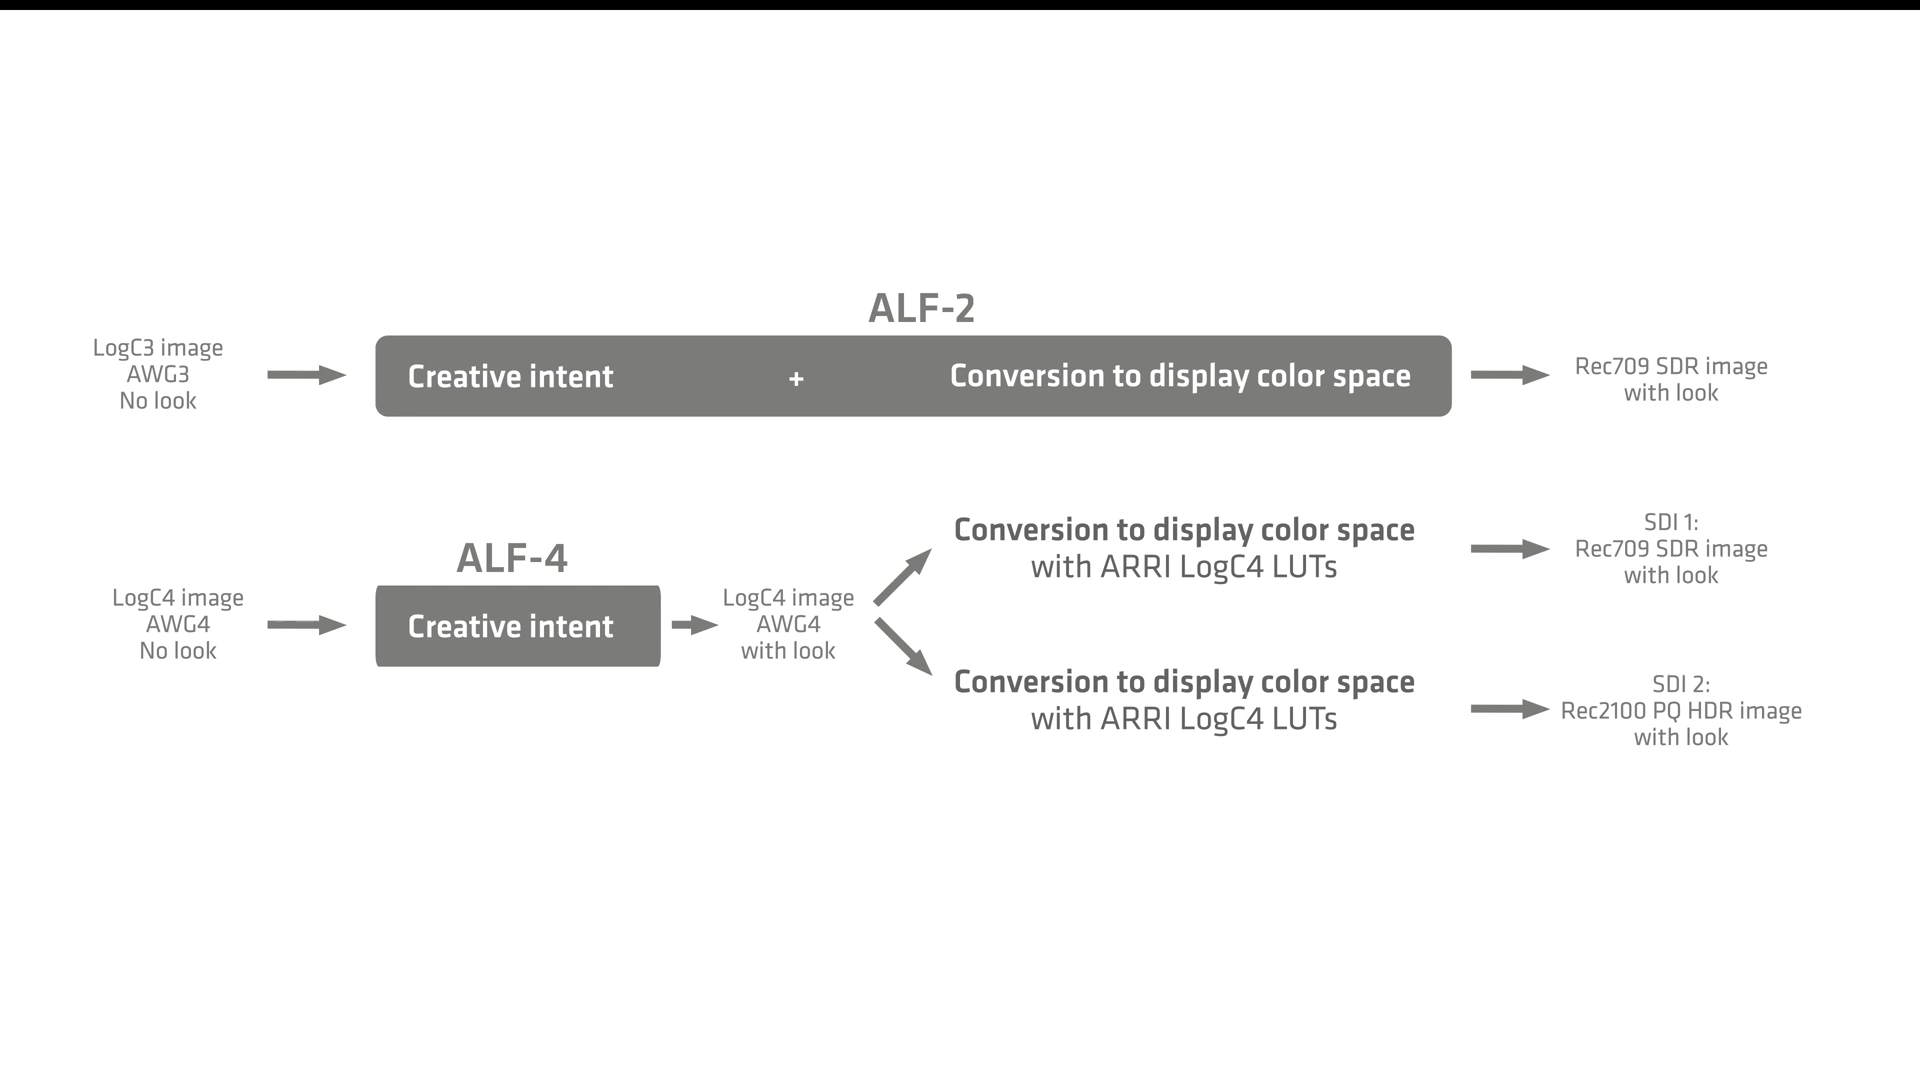 ALF-2
LogC3 image
AWG3
No look
Creative intent + Conversion to display color space
Rec709 SDR image
with look
ALF-4
LogC4 image
AWG4
No look
Creative intent
LogC4 image
AWG4
with look
Conversion to display color space
with ARRI LogC4 LUTs
SDI 1:
Rec709 SDR image
with look
Conversion to display color space
with ARRI LogC4 LUTs
SDI 2:
Rec2100 PQ HDR image
with look